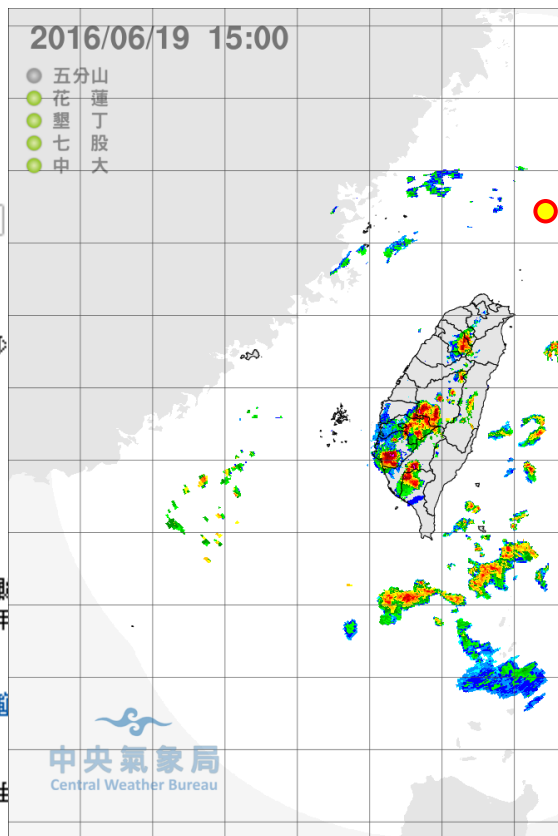 2016/06/19 15:00
五分山
花 蓮
墾 丁
七 股
中 大
中央氣象局
Central Weather Bureau